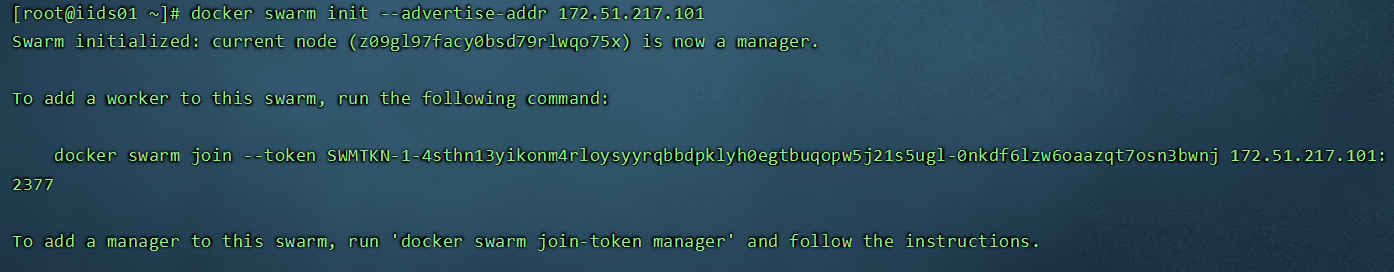 [root@iids01 ~]# docker swarm init --advertise-addr 172.51.217.101
Swarm initialized: current node (z09gl97facy0bsd79rlwqo75x) is now a manager.
To add a worker to this swarm, run the following command:
docker swarm join --token SWMTKN-1-4sthn13yikonm4rloysyyrqbbdpklyh0egtbuqopw5j21s5ugl-0nkdf6lzw6oaazqt7osn3bwnj 172.51.217.101:
2377
To add a manager to this swarm, run 'docker swarm join-token manager' and follow the instructions.